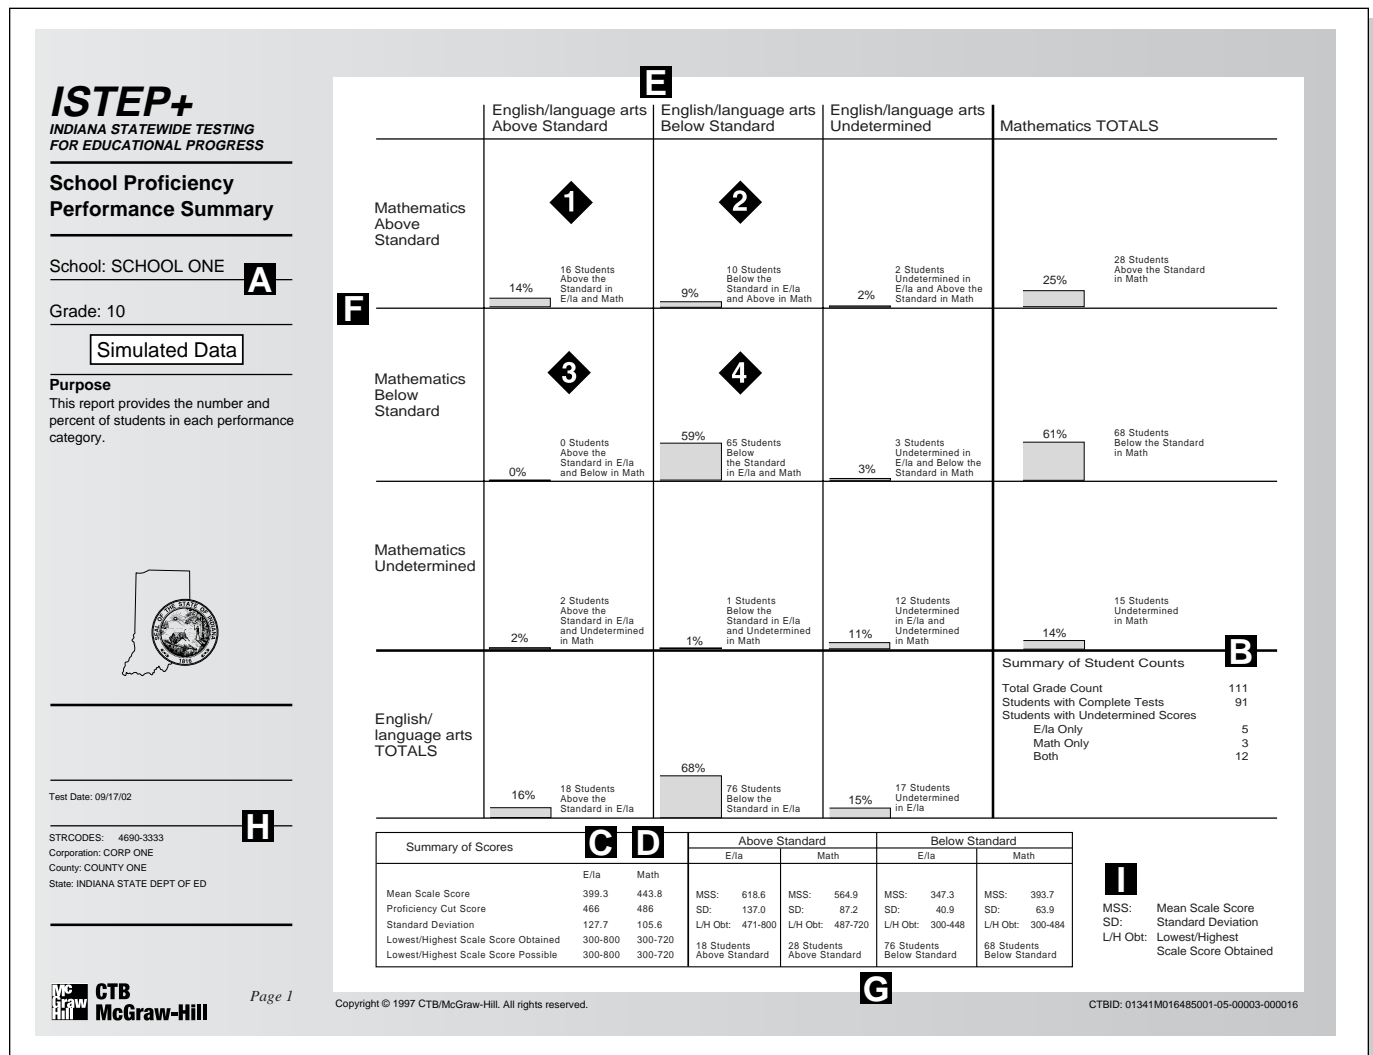 ISTEP+
INDIANA STATEWIDE TESTING
FOR EDUCATIONAL PROGRESS
School Proficiency
Performance Summary
School: SCHOOL ONE
A
Grade: 10
Simulated Data
Purpose
This report provides the number and
percent of students in each performance
category.
SEAL OF THE STATE OF INDIANA
1816
Test Date: 09/17/02
H
STRCODES: 4690-3333
Corporation: CORP ONE
County: COUNTY ONE
State: INDIANA STATE DEPT OF ED
Mc
Graw
Hill
CTB
McGraw-Hill
Page 1
E
English/language arts
Above Standard
English/language arts
Below Standard
English/language arts
Undetermined
Mathematics TOTALS
F
Mathematics
Above
Standard
1
14%
16 Students
Above the
Standard in
E/la and Math
2
9%
10 Students
Below the
Standard in E/la
and Above in Math
2%
2 Students
Undetermined in
E/la and Above the
Standard in Math
25%
28 Students
Above the Standard
in Math
Mathematics
Below
Standard
3
0%
0 Students
Above the
Standard in E/la
and Below in Math
4
59%
65 Students
Below
the Standard
in E/la and Math
3%
3 Students
Undetermined in
E/la and Below the
Standard in Math
61%
68 Students
Below the Standard
in Math
Mathematics
Undetermined
2%
2 Students
Above the
Standard in E/la
and Undetermined
in Math
1%
1 Students
Below the
Standard in E/la
and Undetermined
in Math
11%
12 Students
Undetermined
in E/la and
Undetermined
in Math
14%
15 Students
Undetermined
in Math
English/
language arts
TOTALS
16%
18 Students
Above the
Standard in E/la
68%
76 Students
Below the
Standard in E/la
15%
17 Students
Undetermined
in E/la
B
Summary of Student Counts
Total Grade Count 111
Students with Complete Tests 91
Students with Undetermined Scores
E/la Only 5
Math Only 3
Both 12
Summary of Scores
C D
Above Standard Below Standard
E/la Math E/la Math
E/la Math
Mean Scale Score 399.3 443.8
Proficiency Cut Score 466 486
Standard Deviation 127.7 105.6
Lowest/Highest Scale Score Obtained 300-800 300-720
Lowest/Highest Scale Score Possible 300-800 300-720
MSS: 618.6
SD: 137.0
L/H Obt: 471-800
18 Students
Above Standard
MSS: 564.9
SD: 87.2
L/H Obt: 487-720
28 Students
Above Standard
MSS: 347.3
SD: 40.9
L/H Obt: 300-448
76 Students
Below Standard
MSS: 393.7
SD: 63.9
L/H Obt: 300-484
68 Students
Below Standard
I
MSS: Mean Scale Score
SD: Standard Deviation
L/H Obt: Lowest/Highest
Scale Score Obtained
G
Copyright © 1997 CTB/McGraw-Hill. All rights reserved.
CTBID: 01341M016485001-05-00003-000016